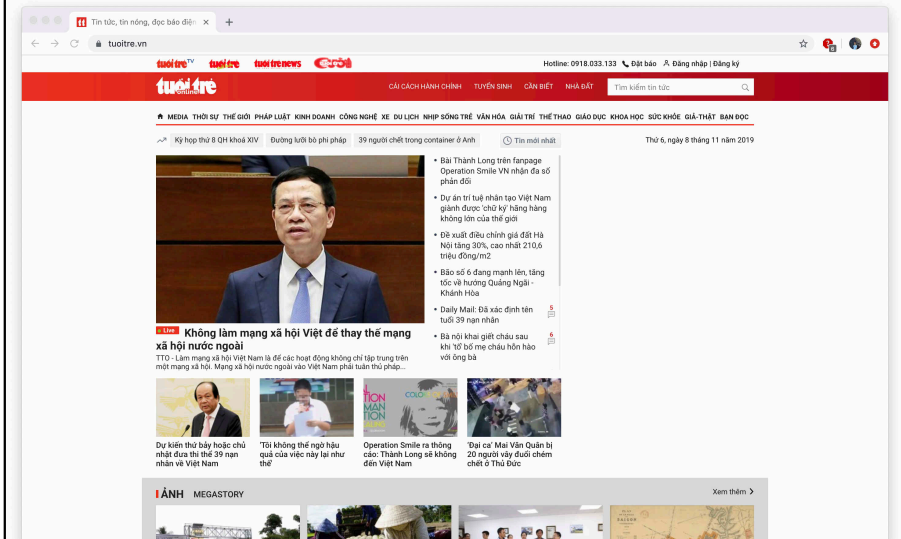 Tin tức, tin nóng, đọc báo điện
tuoitre.vn
tuổi trẻ TV tuổi trẻ tuoitrenews Cười
Hotline: 0918.033.133 Đặt báo Đăng nhập | Đăng ký
tuổi trẻ
online
CẢI CÁCH HÀNH CHÍNH TUYỂN SINH CẦN BIẾT NHÀ ĐẤT Tìm kiếm tin tức
MEDIA THỜI SỰ THẾ GIỚI PHÁP LUẬT KINH DOANH CÔNG NGHỆ XE DU LỊCH NHỊP SỐNG TRẺ VĂN HÓA GIẢI TRÍ THỂ THAO GIÁO DỤC KHOA HỌC SỨC KHỎE GIẢ-THẬT BẠN ĐỌC
Kỳ họp thứ 8 QH khoá XIV Đường lưỡi bò phi pháp 39 người chết trong container ở Anh Tin mới nhất
Thứ 6, ngày 8 tháng 11 năm 2019
Bài Thành Long trên fanpage
Operation Smile VN nhận đa số
phản đối
Dự án trí tuệ nhân tạo Việt Nam
giành được 'chữ ký' hãng hàng
không lớn của thế giới
Đề xuất điều chỉnh giá đất Hà
Nội tăng 30%, cao nhất 210,6
triệu đồng/m2
Bão số 6 đang mạnh lên, tăng
tốc về hướng Quảng Ngãi -
Khánh Hòa
Daily Mail: Đã xác định tên 5
tuổi 39 nạn nhân
Bà nội khai giết cháu sau 6
khi 'tố bố mẹ cháu hỗn hào
với ông bà
Live Không làm mạng xã hội Việt để thay thế mạng
xã hội nước ngoài
TTO - Làm mạng xã hội Việt Nam là để các hoạt động không chỉ tập trung trên
một mạng xã hội. Mạng xã hội nước ngoài vào Việt Nam phải tuân thủ pháp...
Dự kiến thứ bảy hoặc chủ
nhật đưa thi thể 39 nạn
nhân về Việt Nam
'Tôi không thể ngờ hậu
quả của việc này lại như
thế'
Operation Smile ra thông
cáo: Thành Long sẽ không
đến Việt Nam
'Đại ca' Mai Văn Quân bị
20 người vây đuổi chém
chết ở Thủ Đức
ẢNH MEGASTORY
Xem thêm
SAIGON